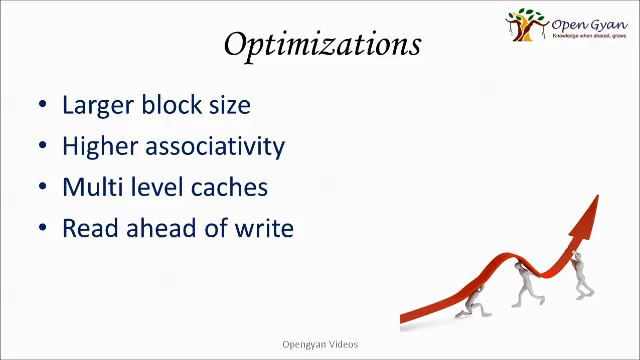 Optimizations
Open Gyan
Knowledge when shared, grows
• Larger block size
• Higher associativity
• Multi level caches
• Read ahead of write
Opengyan Videos